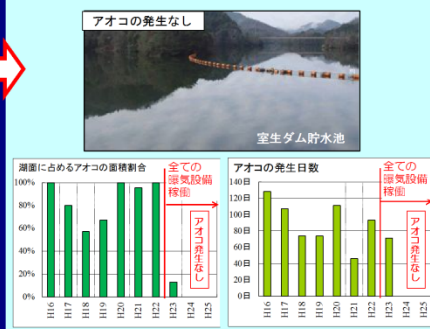 アオコの発生なし
室生ダム貯水池
湖面に占めるアオコの面積割合
全ての
曝気設備
稼働
100%
80%
60%
40%
20%
0%
アオコ発生なし
H16 H17 H18 H19 H20 H21 H22 H23 H24 H25
アオコの発生日数
全ての
曝気設備
稼働
140日
120日
100日
80日
60日
40日
20日
0日
アオコ発生なし
H16 H17 H18 H19 H20 H21 H22 H23 H24 H25